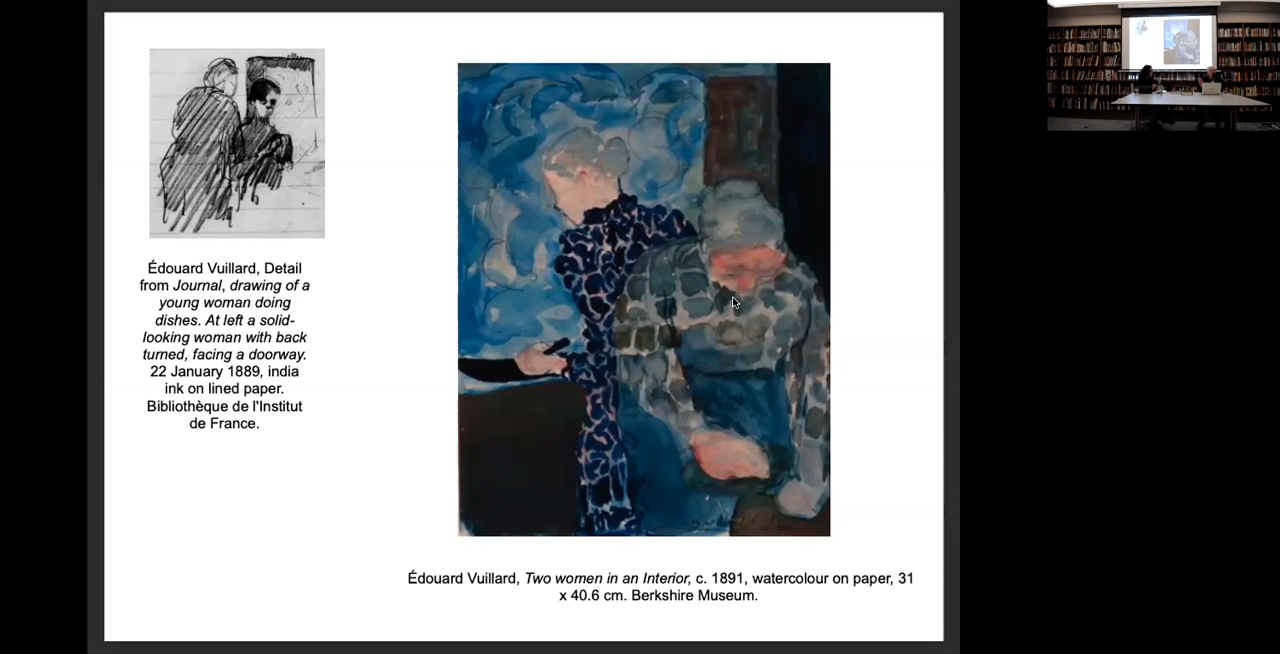 Édouard Vuillard, Detail
from Journal, drawing of a
young woman doing
dishes. At left a solid-
looking woman with back
turned, facing a doorway.
22 January 1889, india
ink on lined paper.
Bibliothèque de l'Institut
de France.
Édouard Vuillard, Two women in an Interior, c. 1891, watercolour on paper, 31
x 40.6 cm. Berkshire Museum.